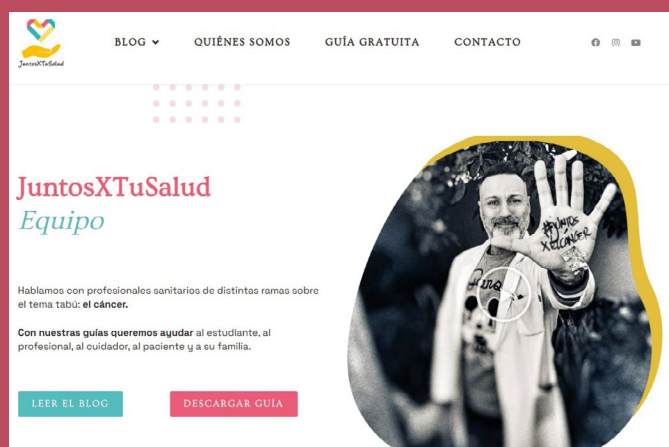 JuntosXTuSalud
BLOG
QUIÉNES SOMOS
GUÍA GRATUITA
CONTACTO
JuntosXTuSalud
Equipo
Hablamos con profesionales sanitarios de distintas ramas sobre
el tema tabú: el cáncer.
Con nuestras guías queremos ayudar al estudiante, al
profesional, al cuidador, al paciente y a su familia.
LEER EL BLOG
DESCARGAR GUÍA
#JUNTOS
XELCÁNCER